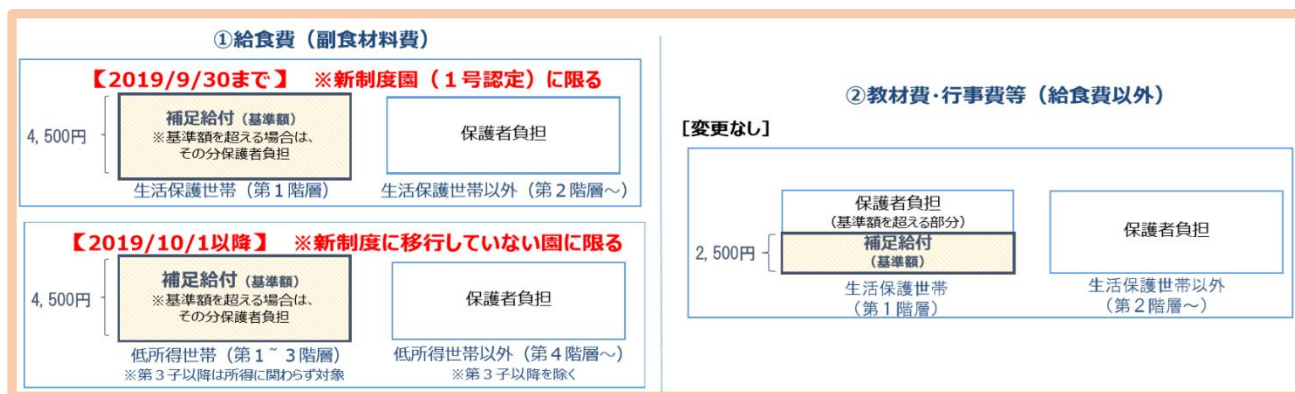 ①給食費（副食材料費）
【2019/9/30まで】　※新制度園（１号認定）に限る
4,500円
補足給付（基準額）
※基準額を超える場合は、
その分保護者負担
保護者負担
生活保護世帯（第１階層）
生活保護世帯以外（第２階層～）
【2019/10/1以降】　※新制度に移行していない園に限る
4,500円
補足給付（基準額）
※基準額を超える場合は、
その分保護者負担
保護者負担
低所得世帯（第１~３階層）
※第３子以降は所得に関わらず対象
低所得世帯以外（第４階層～）
※第３子以降を除く
②教材費・行事費等（給食費以外）
［変更なし］
保護者負担
（基準額を超える部分）
2,500円
補足給付
（基準額）
生活保護世帯
（第１階層）
保護者負担
生活保護世帯以外
（第２階層～）